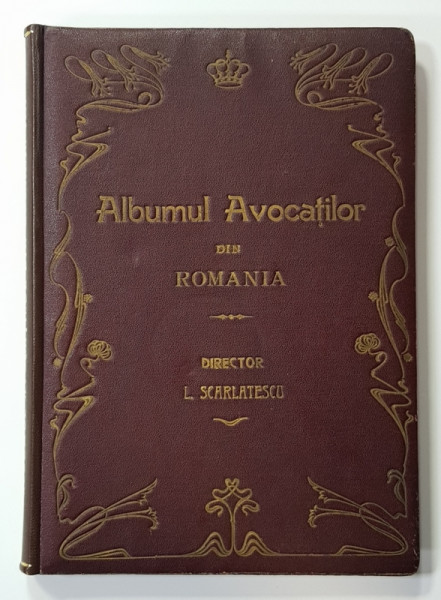 Albumul Avocaților
DIN
ROMANIA
DIRECTOR
L. SCARLATESCU